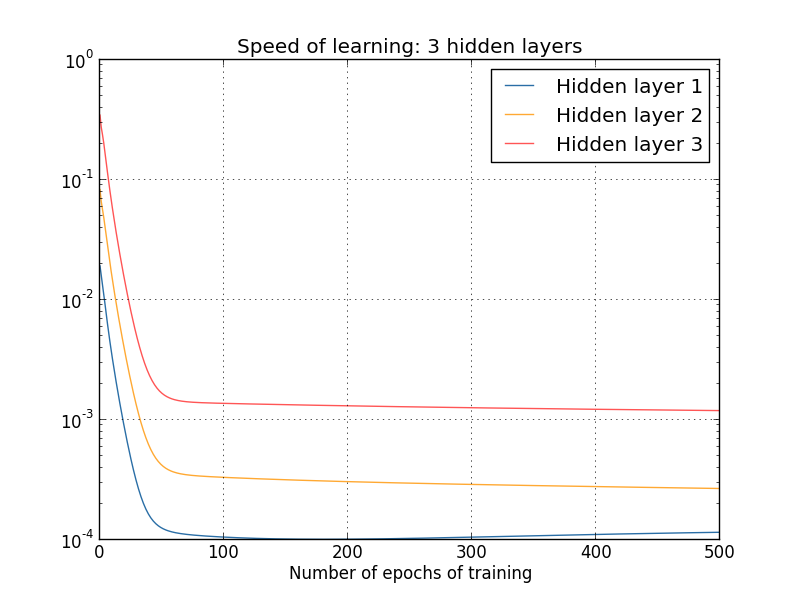 Speed of learning: 3 hidden layers
10^0
10^-1
10^-2
10^-3
10^-4
Hidden layer 1
Hidden layer 2
Hidden layer 3
0 100 200 300 400 500
Number of epochs of training